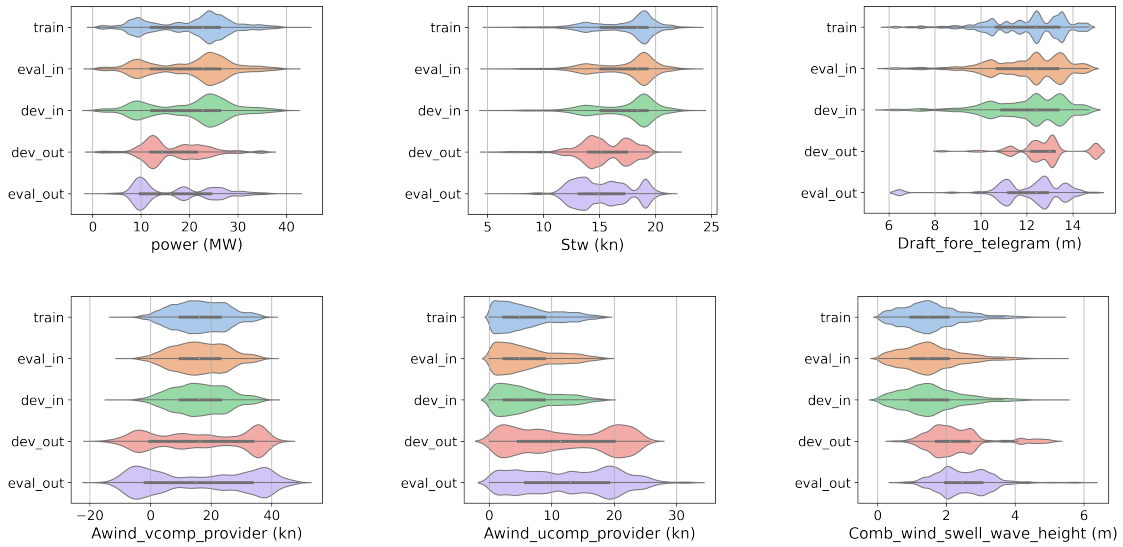 train
eval_in
dev_in
dev_out
eval_out
0 10 20 30 40
power (MW)
train
eval_in
dev_in
dev_out
eval_out
5 10 15 20 25
Stw (kn)
train
eval_in
dev_in
dev_out
eval_out
6 8 10 12 14
Draft_fore_telegram (m)
train
eval_in
dev_in
dev_out
eval_out
−20 0 20 40
Awind_vcomp_provider (kn)
train
eval_in
dev_in
dev_out
eval_out
0 10 20 30
Awind_ucomp_provider (kn)
train
eval_in
dev_in
dev_out
eval_out
0 2 4 6
Comb_wind_swell_wave_height (m)